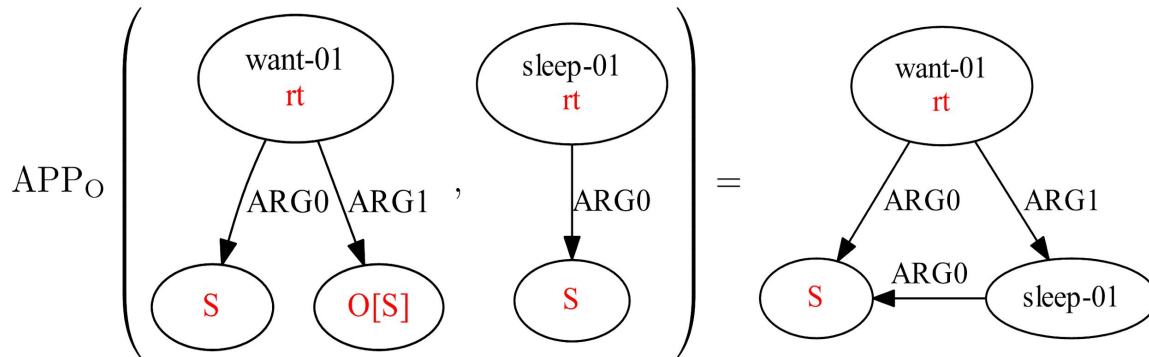 APP_O ( want-01 rt ARG0 ARG1 S O[S] , sleep-01 rt ARG0 S ) = want-01 rt ARG0 ARG1 ARG0 S sleep-01